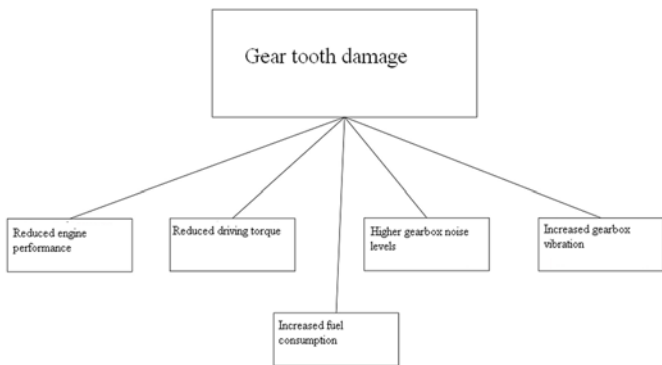 Gear tooth damage
Reduced engine
performance
Reduced driving torque
Higher gearbox noise
levels
Increased gearbox
vibration
Increased fuel
consumption